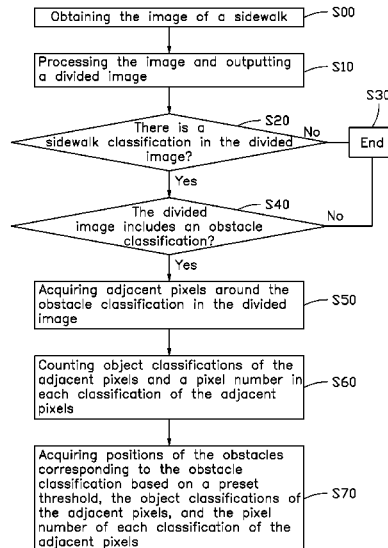 Obtaining the image of a sidewalk
S00
Processing the image and outputting
a divided image
S10
S30
There is a
sidewalk classification in the divided
image?
S20
No
End
Yes
The divided
image includes an obstacle
classification?
S40
No
Yes
Acquiring adjacent pixels around the
obstacle classification in the divided
image
S50
Counting object classifications of
the adjacent pixels and a pixel number in
each classification of the adjacent
pixels
S60
Acquiring positions of the obstacles
corresponding to the obstacle
classification based on a preset
threshold, the object classifications of
the adjacent pixels, and the pixel
number of each classification of the
adjacent pixels
S70